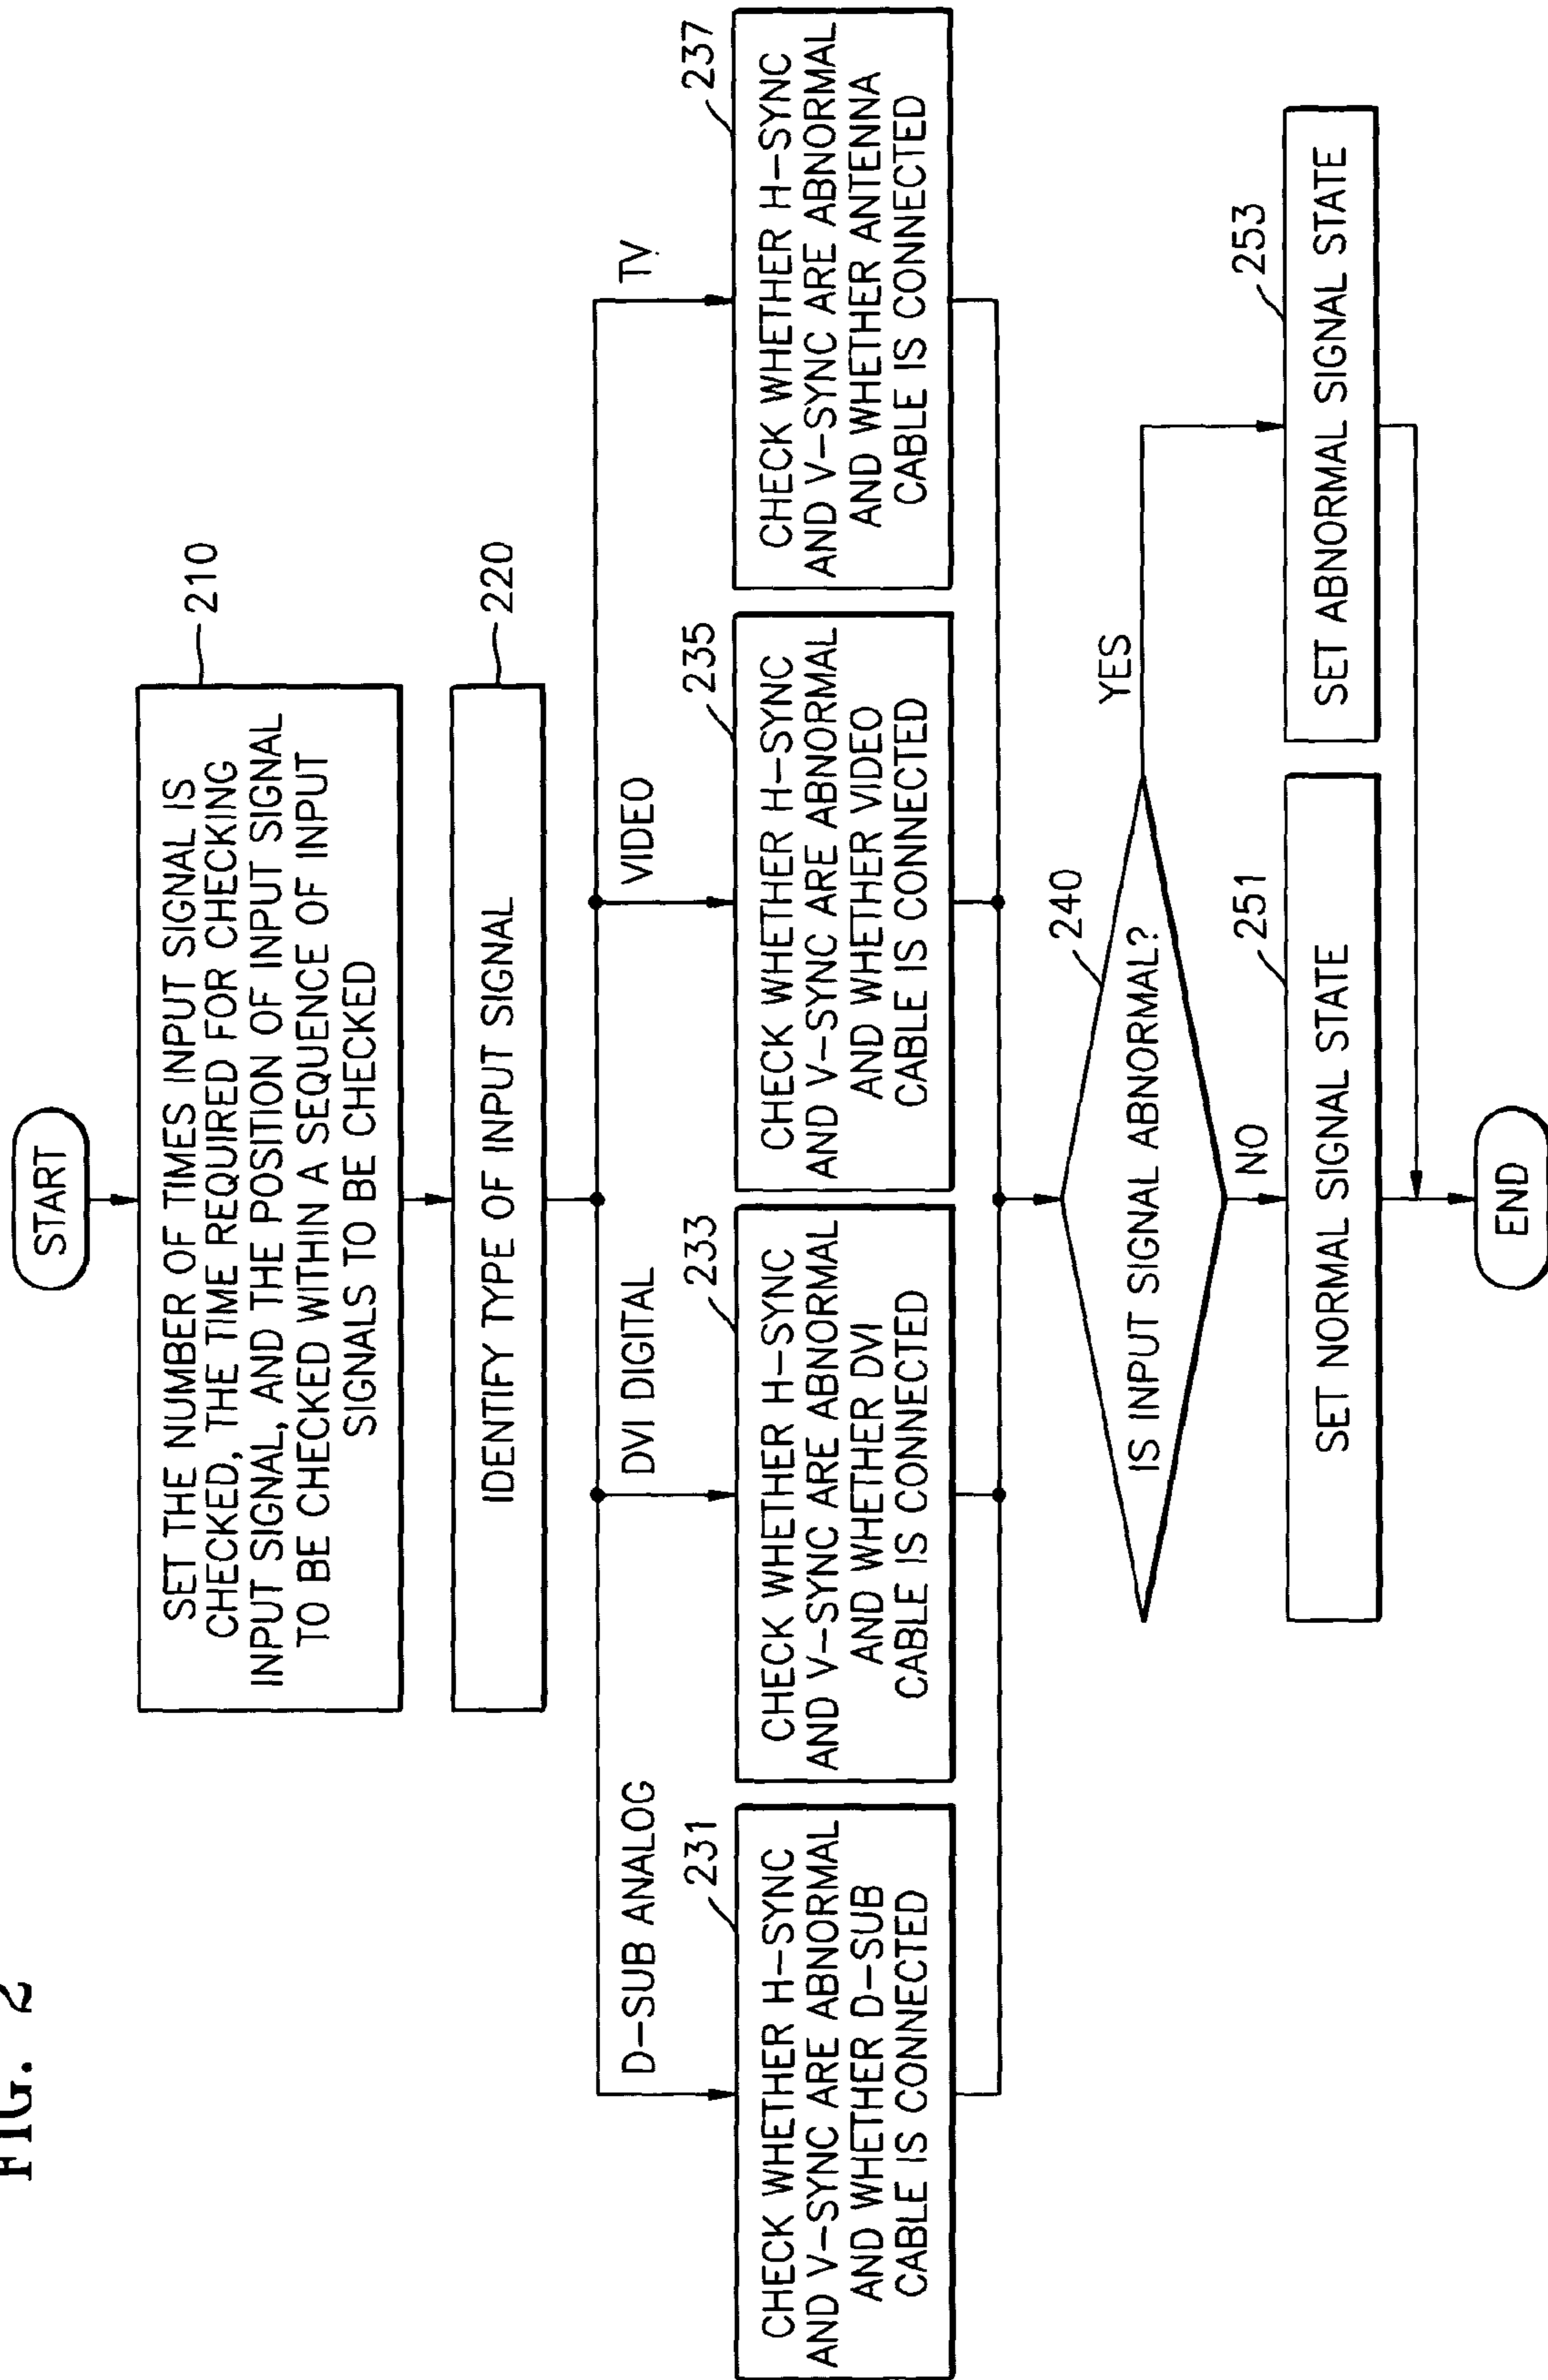 FIG. 2
START
210
SET THE NUMBER OF TIMES INPUT SIGNAL IS
CHECKED, THE TIME REQUIRED FOR CHECKING
INPUT SIGNAL, AND THE POSITION OF INPUT SIGNAL
TO BE CHECKED WITHIN A SEQUENCE OF INPUT
SIGNALS TO BE CHECKED
220
IDENTIFY TYPE OF INPUT SIGNAL
D-SUB ANALOG
231
CHECK WHETHER H-SYNC
AND V-SYNC ARE ABNORMAL
AND WHETHER D-SUB
CABLE IS CONNECTED
DVI DIGITAL
233
CHECK WHETHER H-SYNC
AND V-SYNC ARE ABNORMAL
AND WHETHER DVI
CABLE IS CONNECTED
VIDEO
235
CHECK WHETHER H-SYNC
AND V-SYNC ARE ABNORMAL
AND WHETHER VIDEO
CABLE IS CONNECTED
TV
237
CHECK WHETHER H-SYNC
AND V-SYNC ARE ABNORMAL
AND WHETHER ANTENNA
CABLE IS CONNECTED
240
IS INPUT SIGNAL ABNORMAL?
YES
NO
251
SET NORMAL SIGNAL STATE
253
SET ABNORMAL SIGNAL STATE
END